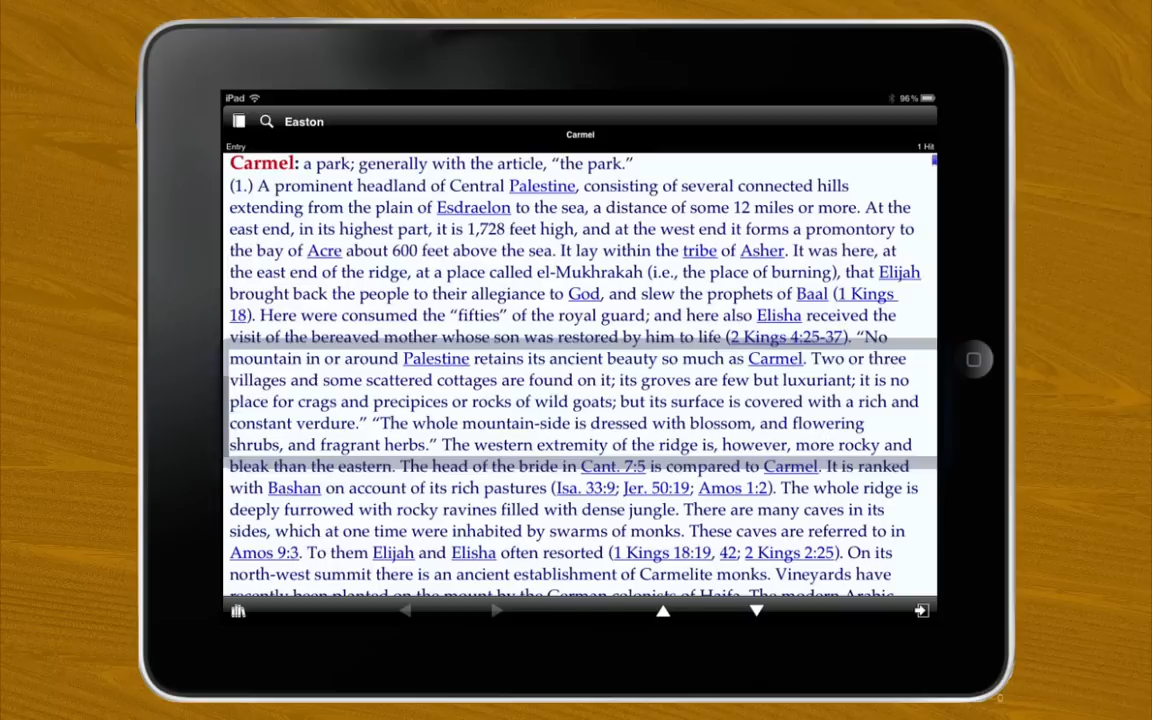 iPad 96%
Easton
Carmel
Entry 1 Hit
Carmel: a park; generally with the article, “the park.”
(1.) A prominent headland of Central Palestine, consisting of several connected hills
extending from the plain of Esdraelon to the sea, a distance of some 12 miles or more. At the
east end, in its highest part, it is 1,728 feet high, and at the west end it forms a promontory to
the bay of Acre about 600 feet above the sea. It lay within the tribe of Asher. It was here, at
the east end of the ridge, at a place called el-Mukhrakah (i.e., the place of burning), that Elijah
brought back the people to their allegiance to God, and slew the prophets of Baal (1 Kings
18). Here were consumed the “fifties” of the royal guard; and here also Elisha received the
visit of the bereaved mother whose son was restored by him to life (2 Kings 4:25-37). “No
mountain in or around Palestine retains its ancient beauty so much as Carmel. Two or three
villages and some scattered cottages are found on it; its groves are few but luxuriant; it is no
place for crags and precipices or rocks of wild goats; but its surface is covered with a rich and
constant verdure.” “The whole mountain-side is dressed with blossom, and flowering
shrubs, and fragrant herbs.” The western extremity of the ridge is, however, more rocky and
bleak than the eastern. The head of the bride in Cant. 7:5 is compared to Carmel. It is ranked
with Bashan on account of its rich pastures (Isa. 33:9; Jer. 50:19; Amos 1:2). The whole ridge is
deeply furrowed with rocky ravines filled with dense jungle. There are many caves in its
sides, which at one time were inhabited by swarms of monks. These caves are referred to in
Amos 9:3. To them Elijah and Elisha often resorted (1 Kings 18:19, 42; 2 Kings 2:25). On its
north-west summit there is an ancient establishment of Carmelite monks. Vineyards have
recently been planted on the mount by the German colonists of Haifa. The modern Arabic